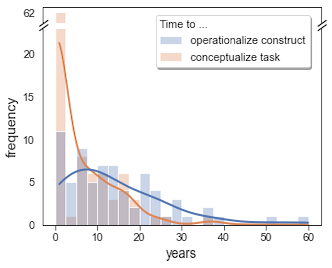 62
Time to ...
operationalize construct
conceptualize task
20
15
10
5
0
frequency
0 10 20 30 40 50 60
years